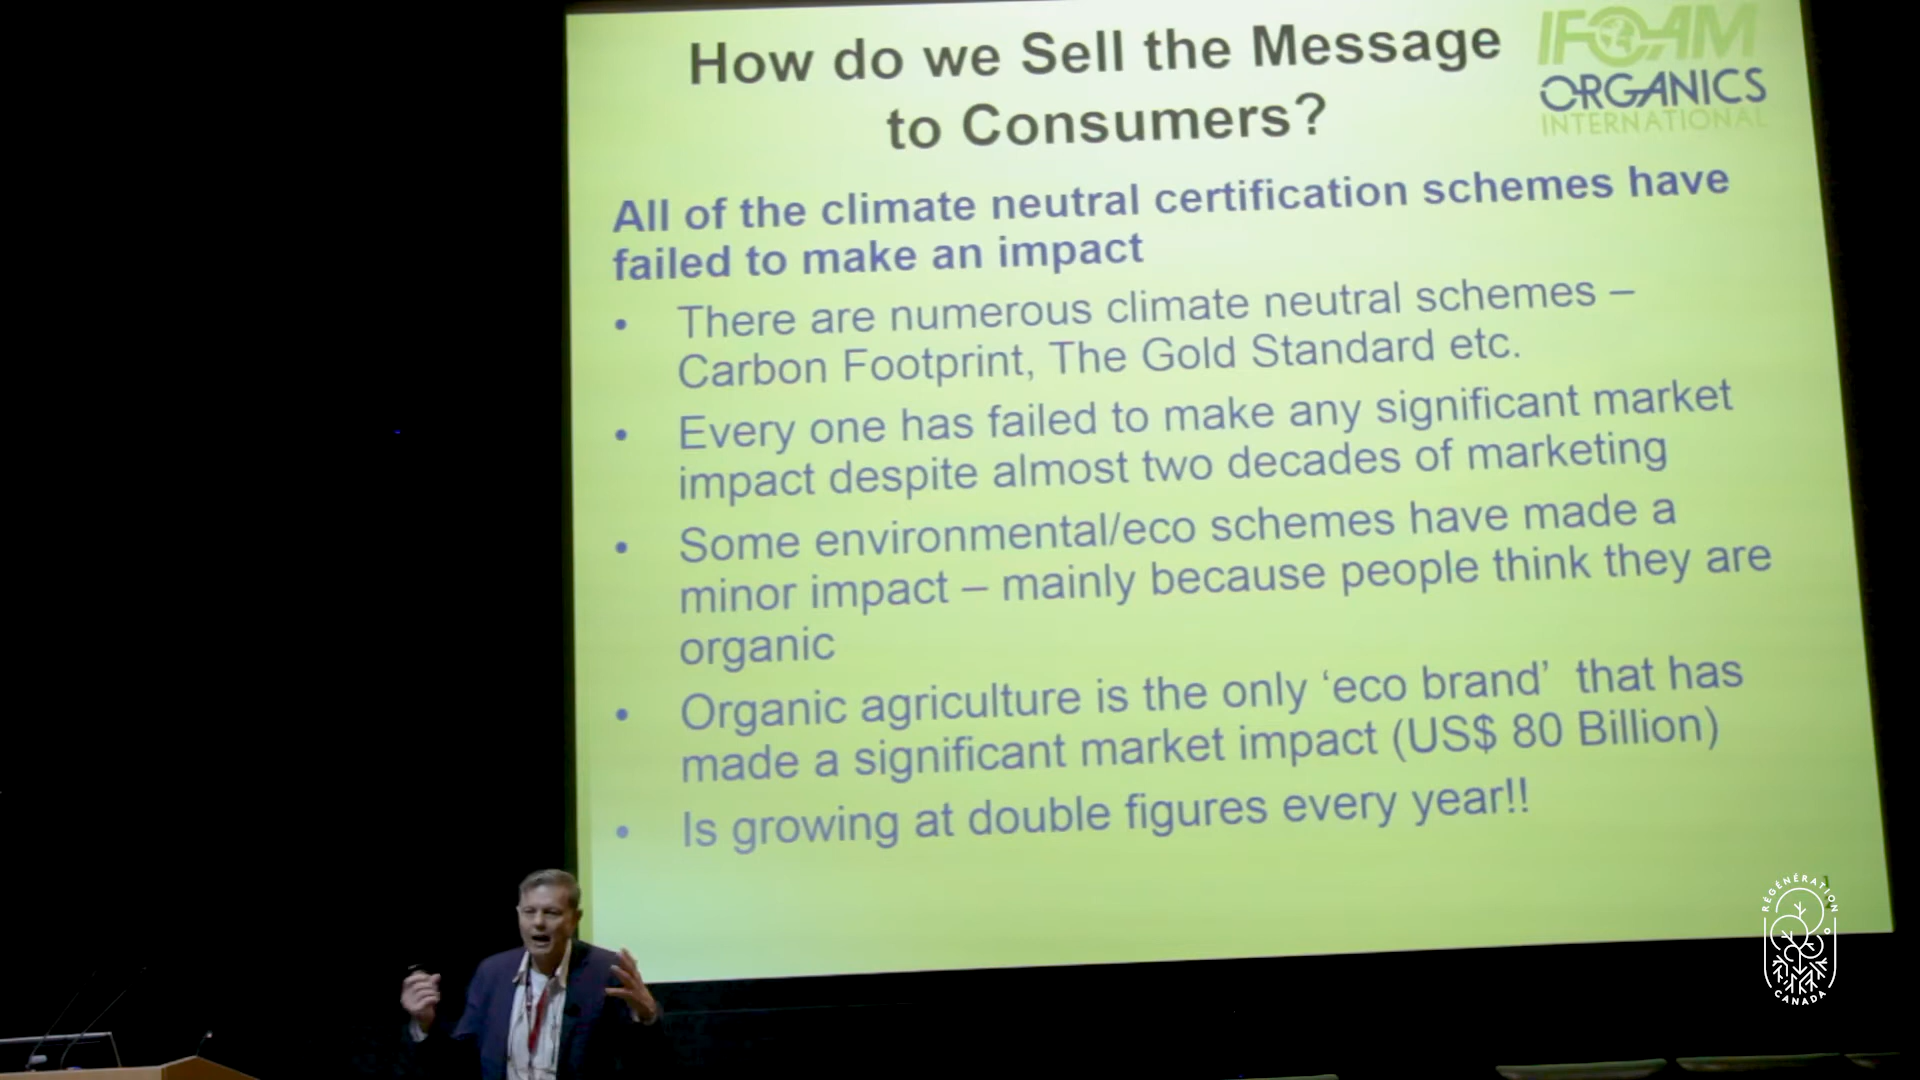 How do we Sell the Message
to Consumers?
IFOAM
ORGANICS
INTERNATIONAL
All of the climate neutral certification schemes have
failed to make an impact
• There are numerous climate neutral schemes –
Carbon Footprint, The Gold Standard etc.
• Every one has failed to make any significant market
impact despite almost two decades of marketing
• Some environmental/eco schemes have made a
minor impact – mainly because people think they are
organic
• Organic agriculture is the only ‘eco brand’ that has
made a significant market impact (US$ 80 Billion)
• Is growing at double figures every year!!
RÉGÉNÉRATION
CANADA